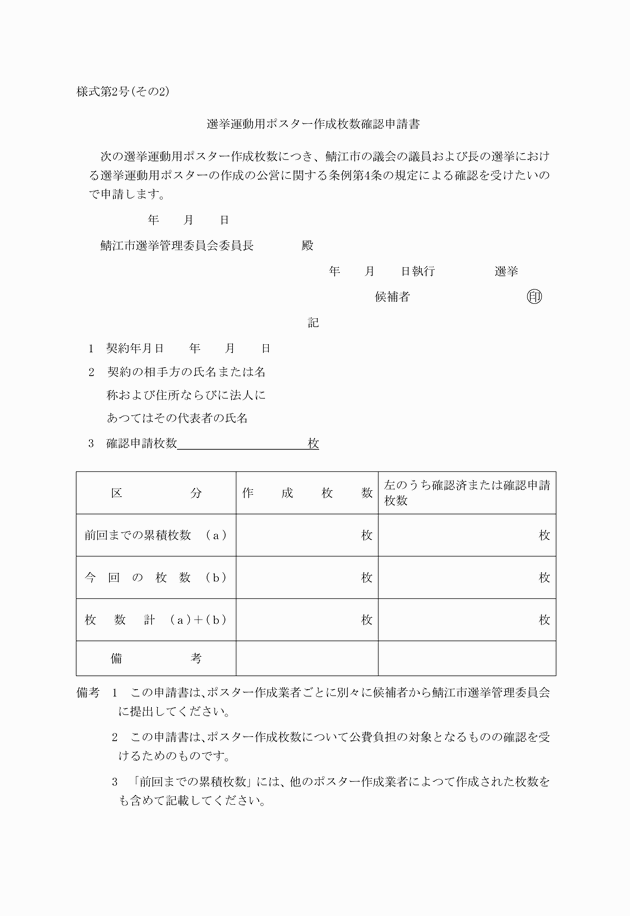 様式第2号(その2)
選挙運動用ポスター作成枚数確認申請書
次の選挙運動用ポスター作成枚数につき、鯖江市の議会の議員および長の選挙におけ
る選挙運動用ポスターの作成の公営に関する条例第4条の規定による確認を受けたいの
で申請します。
年　　月　　日
鯖江市選挙管理委員会委員長　　　　殿
年　　月　　日執行　　　　　選挙
候補者　　　　　　　　　　㊞
記
1　契約年月日　　年　　月　　日
2　契約の相手方の氏名または名
称および住所ならびに法人に
あつてはその代表者の氏名
3　確認申請枚数　　　　　　　　　　　枚
区　　　　　　分　作　成　枚　数　左のうち確認済または確認申請
枚数
前回までの累積枚数　(a)　枚　枚
今　回　の　枚　数　(b)　枚　枚
枚　数　計　(a)+(b)　枚　枚
備　　　　　　考
備考　1　この申請書は、ポスター作成業者ごとに別々に候補者から鯖江市選挙管理委員会
に提出してください。
2　この申請書は、ポスター作成枚数について公費負担の対象となるものの確認を受
けるためのものです。
3　「前回までの累積枚数」には、他のポスター作成業者によつて作成された枚数を
も含めて記載してください。